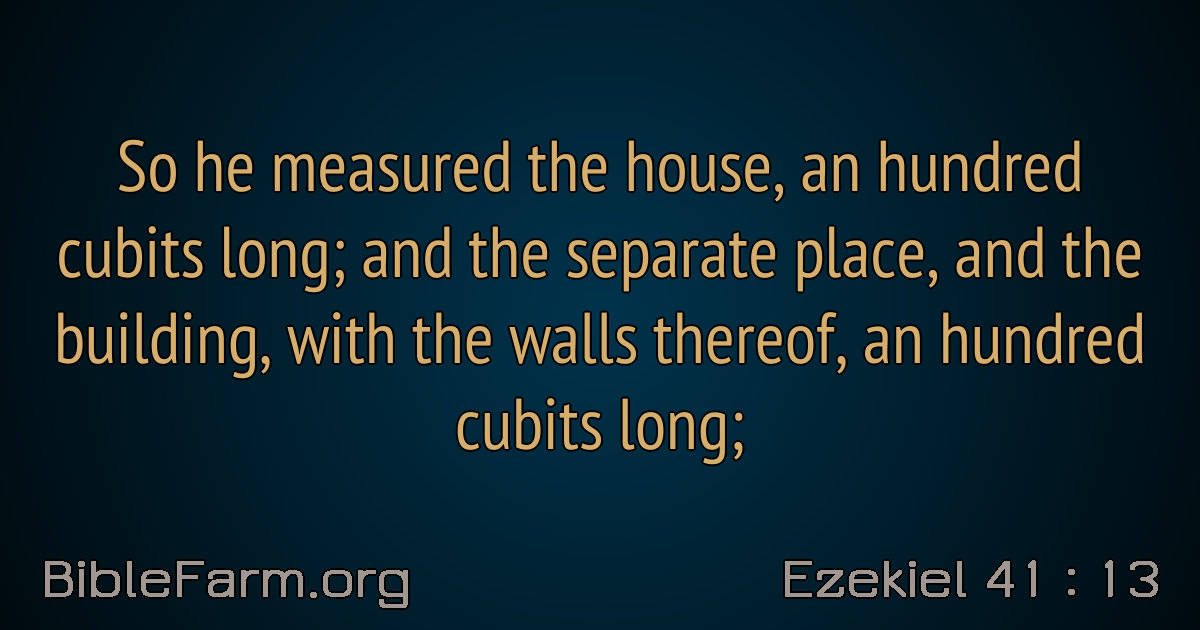 So he measured the house, an hundred
cubits long; and the separate place, and the
building, with the walls thereof, an hundred
cubits long;
BibleFarm.org
Ezekiel 41 : 13